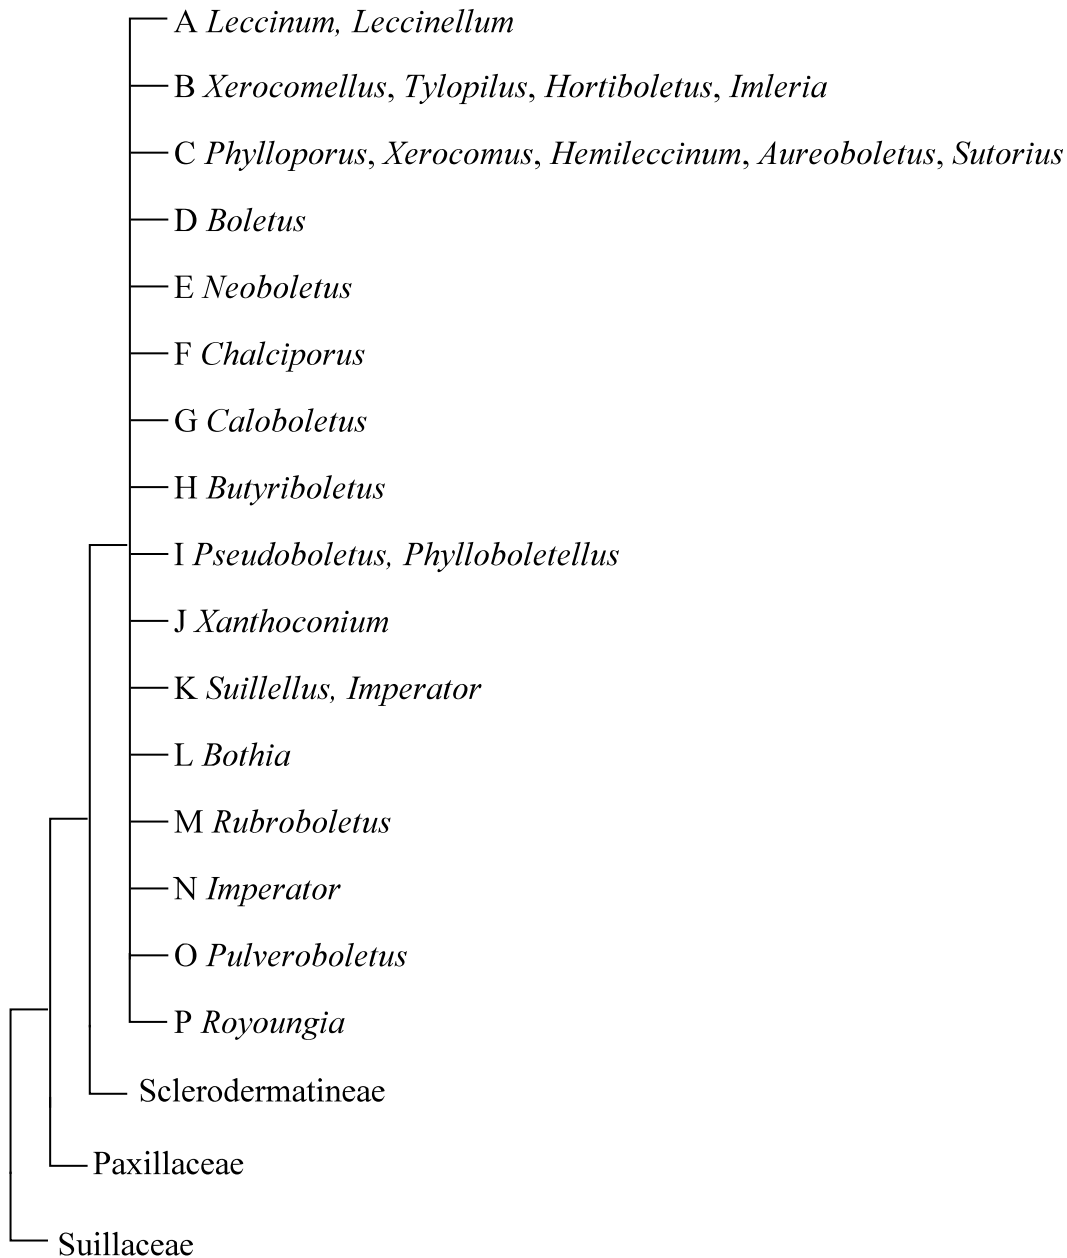 A Leccinum, Leccinellum
B Xerocomellus, Tylopilus, Hortiboletus, Imleria
C Phylloporus, Xerocomus, Hemileccinum, Aureoboletus, Sutorius
D Boletus
E Neoboletus
F Chalciporus
G Caloboletus
H Butyriboletus
I Pseudoboletus, Phylloboletellus
J Xanthoconium
K Suillellus, Imperator
L Bothia
M Rubroboletus
N Imperator
O Pulveroboletus
P Royoungia
Sclerodermatineae
Paxillaceae
Suillaceae